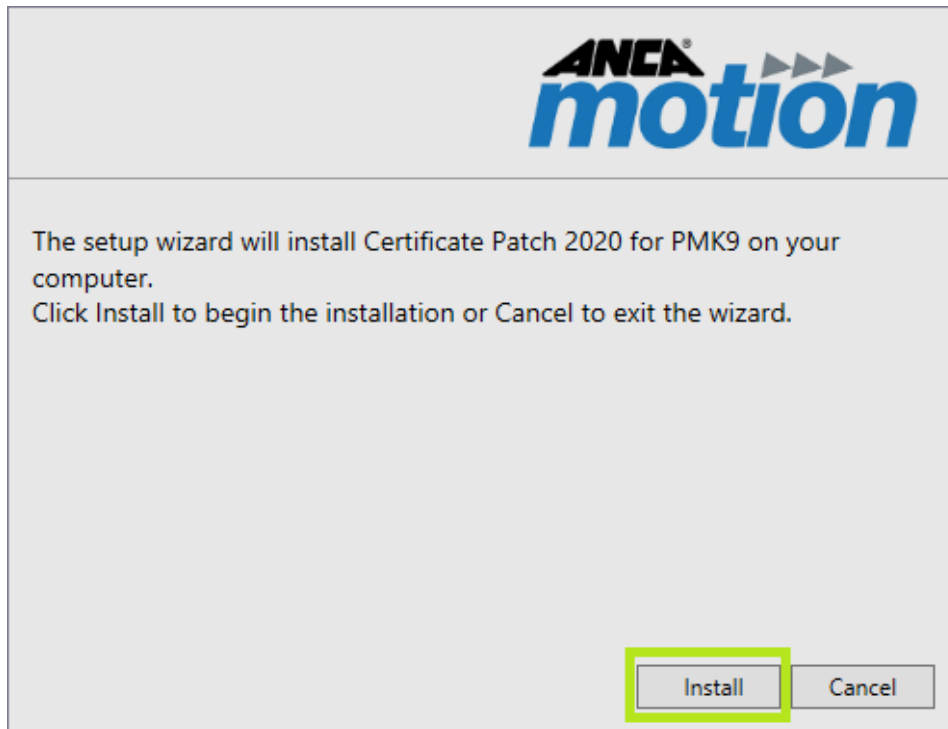 ANCA®
motion
The setup wizard will install Certificate Patch 2020 for PMK9 on your
computer.
Click Install to begin the installation or Cancel to exit the wizard.
Install Cancel